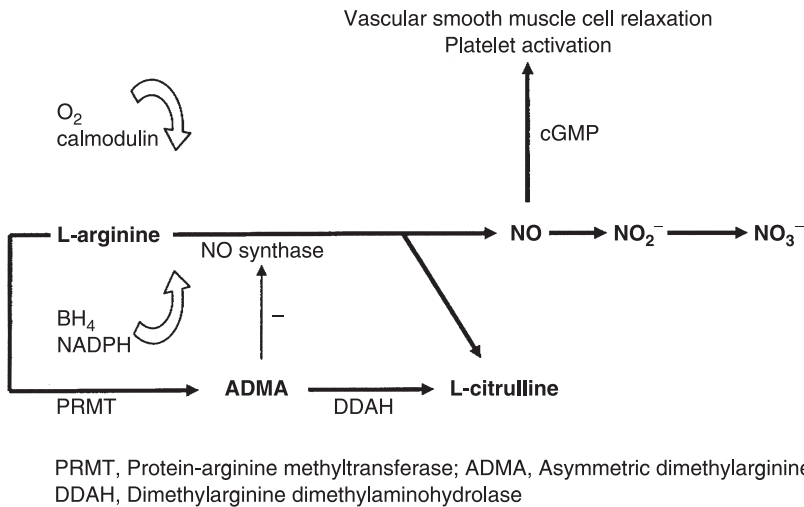 Vascular smooth muscle cell relaxation
Platelet activation
O₂
calmodulin
cGMP
L-arginine
NO
NO₂⁻
NO₃⁻
NO synthase
BH₄
NADPH
–
ADMA
L-citrulline
PRMT
DDAH
PRMT, Protein-arginine methyltransferase; ADMA, Asymmetric dimethylarginine
DDAH, Dimethylarginine dimethylaminohydrolase